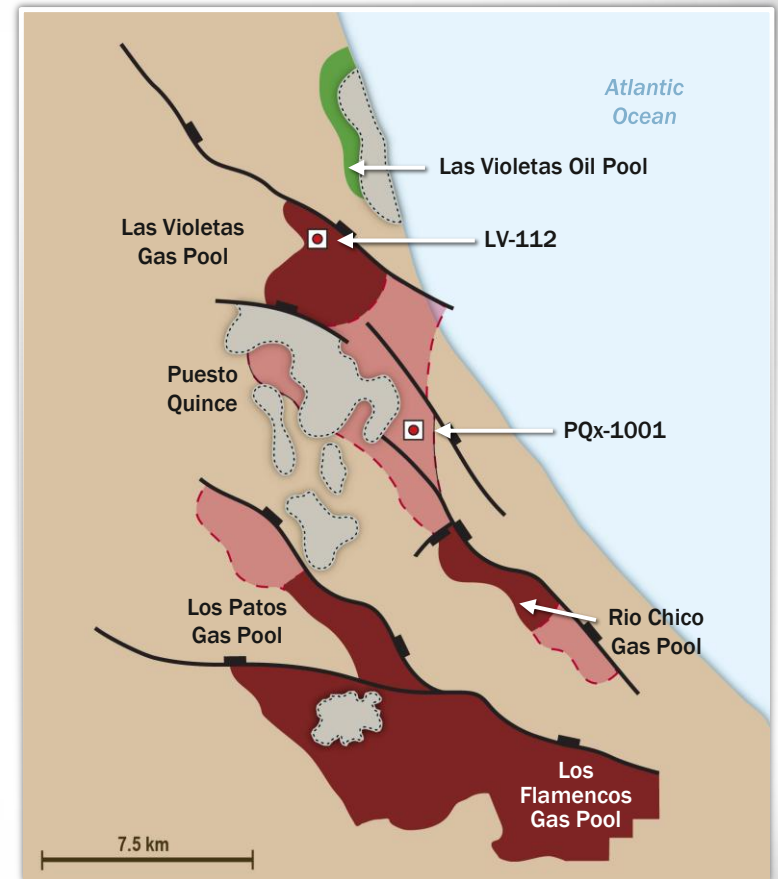 Atlantic
Ocean
Las Violetas Oil Pool
Las Violetas
Gas Pool
LV-112
Puesto
Quince
PQx-1001
Los Patos
Gas Pool
Rio Chico
Gas Pool
Los
Flamencos
Gas Pool
7.5 km